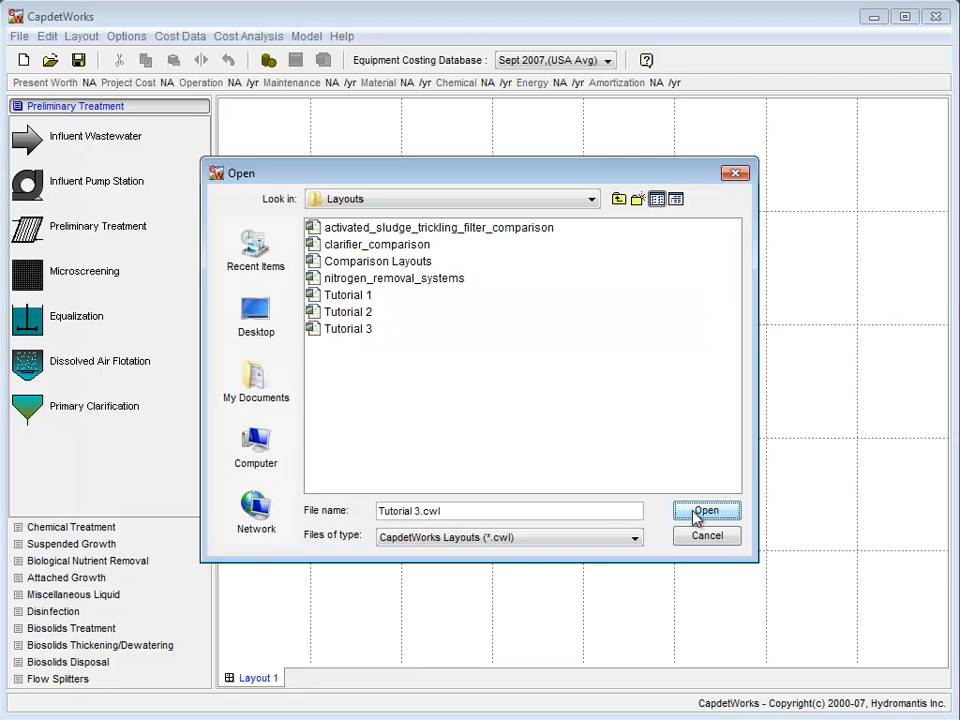 CapdetWorks
File Edit Layout Options Cost Data Cost Analysis Model Help
Equipment Costing Database : Sept 2007,(USA Avg)
Present Worth NA Project Cost NA Operation NA /yr Maintenance NA /yr Material NA /yr Chemical NA /yr Energy NA /yr Amortization NA /yr
Preliminary Treatment
Influent Wastewater
Influent Pump Station
Preliminary Treatment
Microscreening
Equalization
Dissolved Air Flotation
Primary Clarification
Chemical Treatment
Suspended Growth
Biological Nutrient Removal
Attached Growth
Miscellaneous Liquid
Disinfection
Biosolids Treatment
Biosolids Thickening/Dewatering
Biosolids Disposal
Flow Splitters
Open
Look in: Layouts
Recent Items
Desktop
My Documents
Computer
Network
activated_sludge_trickling_filter_comparison
clarifier_comparison
Comparison Layouts
nitrogen_removal_systems
Tutorial 1
Tutorial 2
Tutorial 3
File name: Tutorial 3.cwl Open
Files of type: CapdetWorks Layouts (*.cwl) Cancel
Layout 1
CapdetWorks - Copyright(c) 2000-07, Hydromantis Inc.